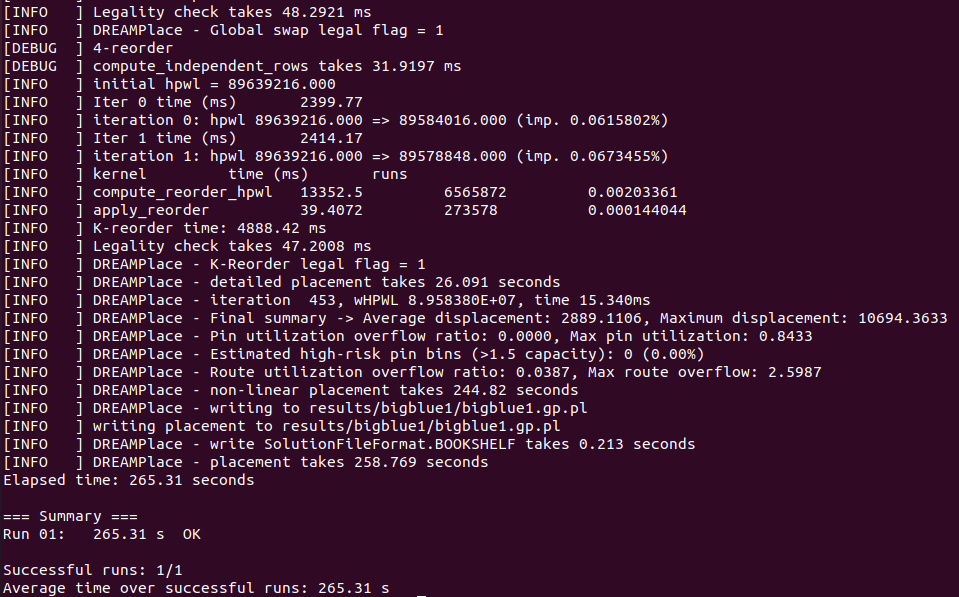 [INFO   ] Legality check takes 48.2921 ms
[INFO   ] DREAMPlace - Global swap legal flag = 1
[DEBUG  ] 4-reorder
[DEBUG  ] compute_independent_rows takes 31.9197 ms
[INFO   ] initial hpwl = 89639216.000
[INFO   ] Iter 0 time (ms)       2399.77
[INFO   ] iteration 0: hpwl 89639216.000 => 89584016.000 (imp. 0.0615802%)
[INFO   ] Iter 1 time (ms)       2414.17
[INFO   ] iteration 1: hpwl 89639216.000 => 89578848.000 (imp. 0.0673455%)
[INFO   ] kernel         time (ms)       runs
[INFO   ] compute_reorder_hpwl   13352.5         6565872         0.00203361
[INFO   ] apply_reorder          39.4072         273578          0.000144044
[INFO   ] K-reorder time: 4888.42 ms
[INFO   ] Legality check takes 47.2008 ms
[INFO   ] DREAMPlace - K-Reorder legal flag = 1
[INFO   ] DREAMPlace - detailed placement takes 26.091 seconds
[INFO   ] DREAMPlace - iteration  453, wHPWL 8.958380E+07, time 15.340ms
[INFO   ] DREAMPlace - Final summary -> Average displacement: 2889.1106, Maximum displacement: 10694.3633
[INFO   ] DREAMPlace - Pin utilization overflow ratio: 0.0000, Max pin utilization: 0.8433
[INFO   ] DREAMPlace - Estimated high-risk pin bins (>1.5 capacity): 0 (0.00%)
[INFO   ] DREAMPlace - Route utilization overflow ratio: 0.0387, Max route overflow: 2.5987
[INFO   ] DREAMPlace - non-linear placement takes 244.82 seconds
[INFO   ] DREAMPlace - writing to results/bigblue1/bigblue1.gp.pl
[INFO   ] writing placement to results/bigblue1/bigblue1.gp.pl
[INFO   ] DREAMPlace - write SolutionFileFormat.BOOKSHELF takes 0.213 seconds
[INFO   ] DREAMPlace - placement takes 258.769 seconds
Elapsed time: 265.31 seconds

=== Summary ===
Run 01:   265.31 s  OK

Successful runs: 1/1
Average time over successful runs: 265.31 s